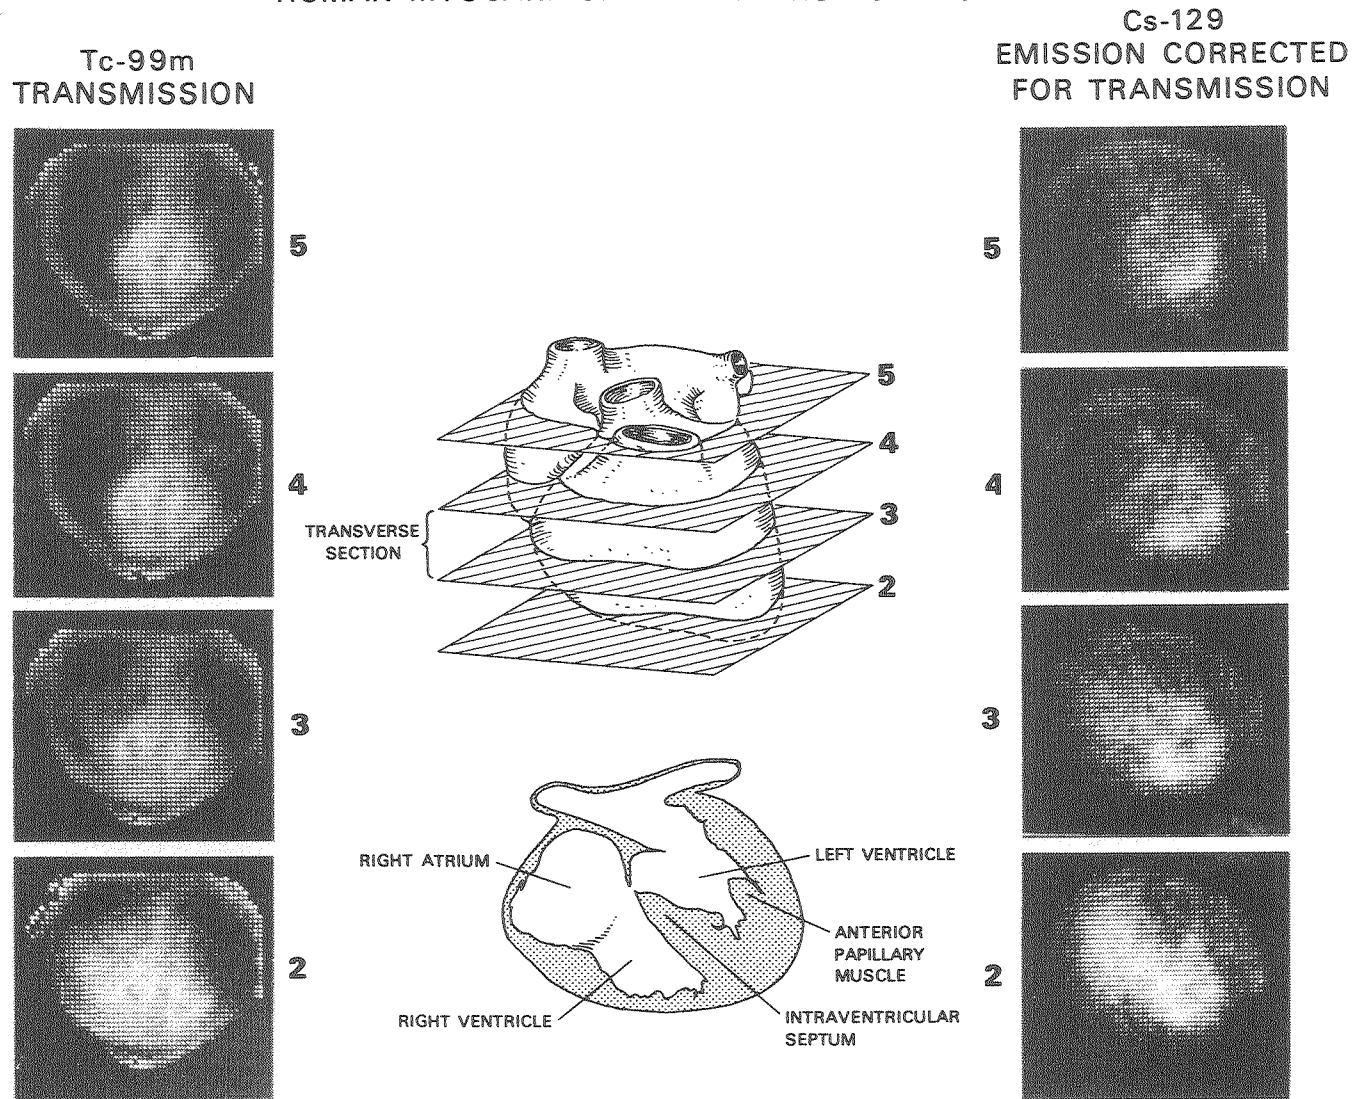 Tc-99m
TRANSMISSION
Cs-129
EMISSION CORRECTED
FOR TRANSMISSION
5
5
5
4
4
4
TRANSVERSE
SECTION
3
3
3
2
RIGHT ATRIUM
LEFT VENTRICLE
ANTERIOR
PAPILLARY
MUSCLE
2
2
RIGHT VENTRICLE
INTRAVENTRICULAR
SEPTUM